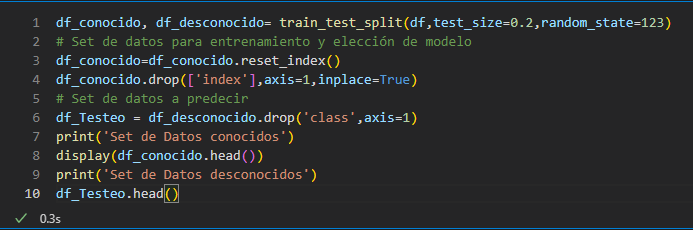 1 df_conocido, df_desconocido= train_test_split(df,test_size=0.2,random_state=123)
2 # Set de datos para entrenamiento y elección de modelo
3 df_conocido=df_conocido.reset_index()
4 df_conocido.drop(['index'],axis=1,inplace=True)
5 # Set de datos a predecir
6 df_Testeo = df_desconocido.drop('class',axis=1)
7 print('Set de Datos conocidos')
8 display(df_conocido.head())
9 print('Set de Datos desconocidos')
10 df_Testeo.head()
0.3s